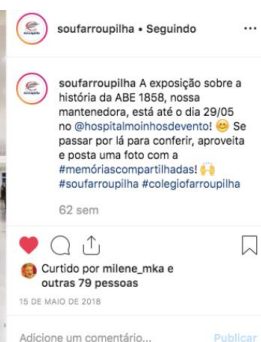 soufarroupilha • Seguindo ...
soufarroupilha A exposição sobre a
história da ABE 1858, nossa
mantenedora, está até o dia 29/05
no @hospitalmoinhosdevento! 😊 Se
passar por lá para conferir, aproveita
e posta uma foto com a
#memóriascompartilhadas! 🙌
#soufarroupilha #colegiofarroupilha
62 sem
Curtido por milene_mka e
outras 79 pessoas
15 DE MAIO DE 2018
Adicione um comentário... Publicar